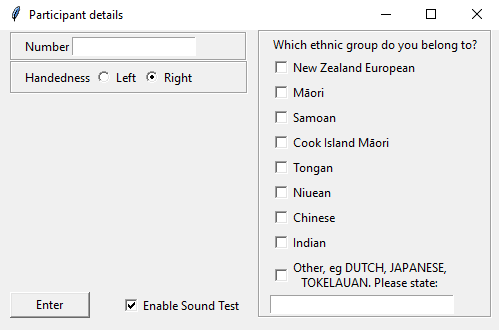 Participant details
Number
Handedness Left Right
Which ethnic group do you belong to?
New Zealand European
Māori
Samoan
Cook Island Māori
Tongan
Niuean
Chinese
Indian
Other, eg DUTCH, JAPANESE,
TOKELAUAN. Please state:
Enter
Enable Sound Test